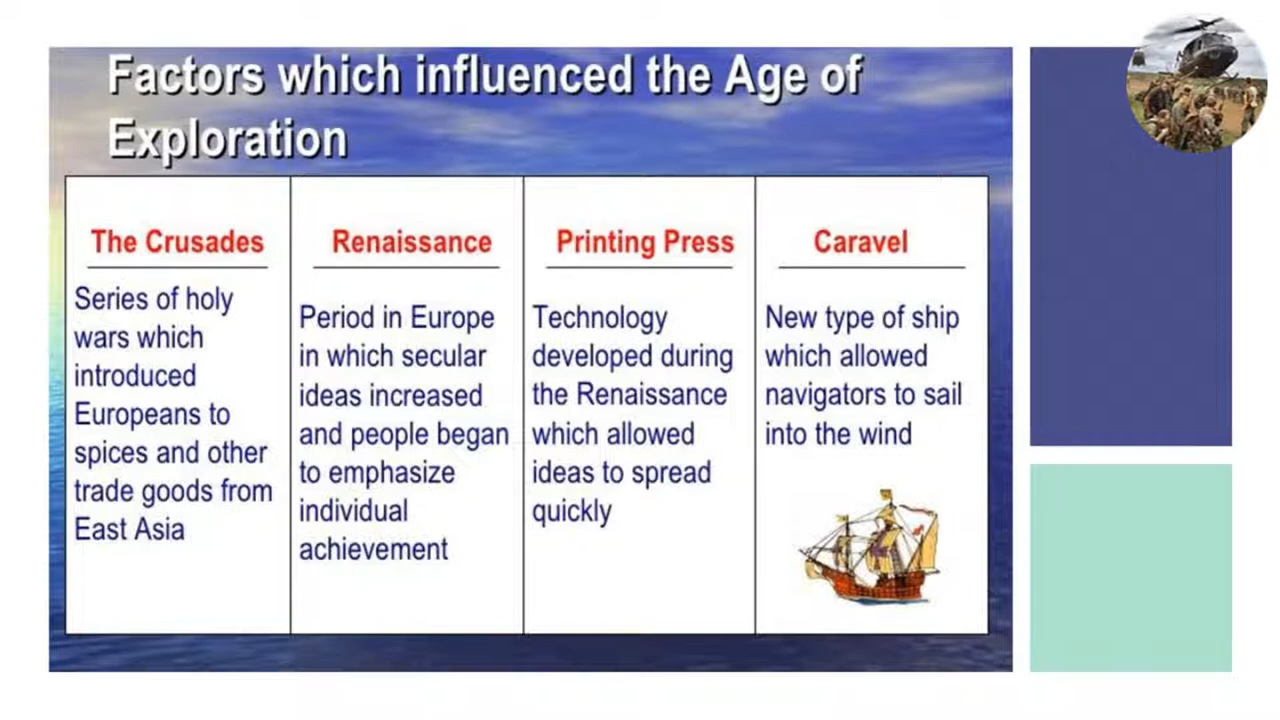 Factors which influenced the Age of
Exploration
The Crusades
Series of holy
wars which
introduced
Europeans to
spices and other
trade goods from
East Asia
Renaissance
Period in Europe
in which secular
ideas increased
and people began
to emphasize
individual
achievement
Printing Press
Technology
developed during
the Renaissance
which allowed
ideas to spread
quickly
Caravel
New type of ship
which allowed
navigators to sail
into the wind